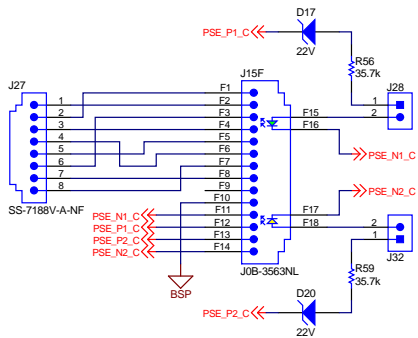 D17
PSE_P1_C
22V
R56
35.7k
J28
1
2
J27
1
2
3
4
5
6
7
8
SS-7188V-A-NF
J15F
F1
F2
F3
F4
F5
F6
F7
F8
F9
F10
F11
F12
F13
F14
F15
F16
F17
F18
J0B-3563NL
PSE_N1_C
PSE_N2_C
PSE_N1_C
PSE_P1_C
PSE_P2_C
PSE_N2_C
BSP
2
1
J32
R59
35.7k
D20
PSE_P2_C
22V